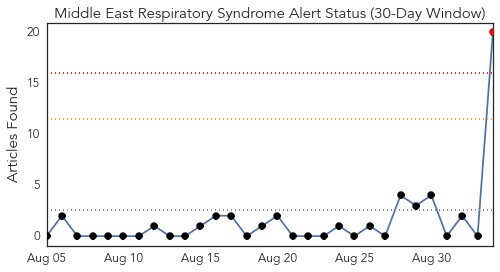 Middle East Respiratory Syndrome Alert Status (30-Day Window)
Articles Found
20
15
10
5
0
Aug 05 Aug 10 Aug 15 Aug 20 Aug 25 Aug 30